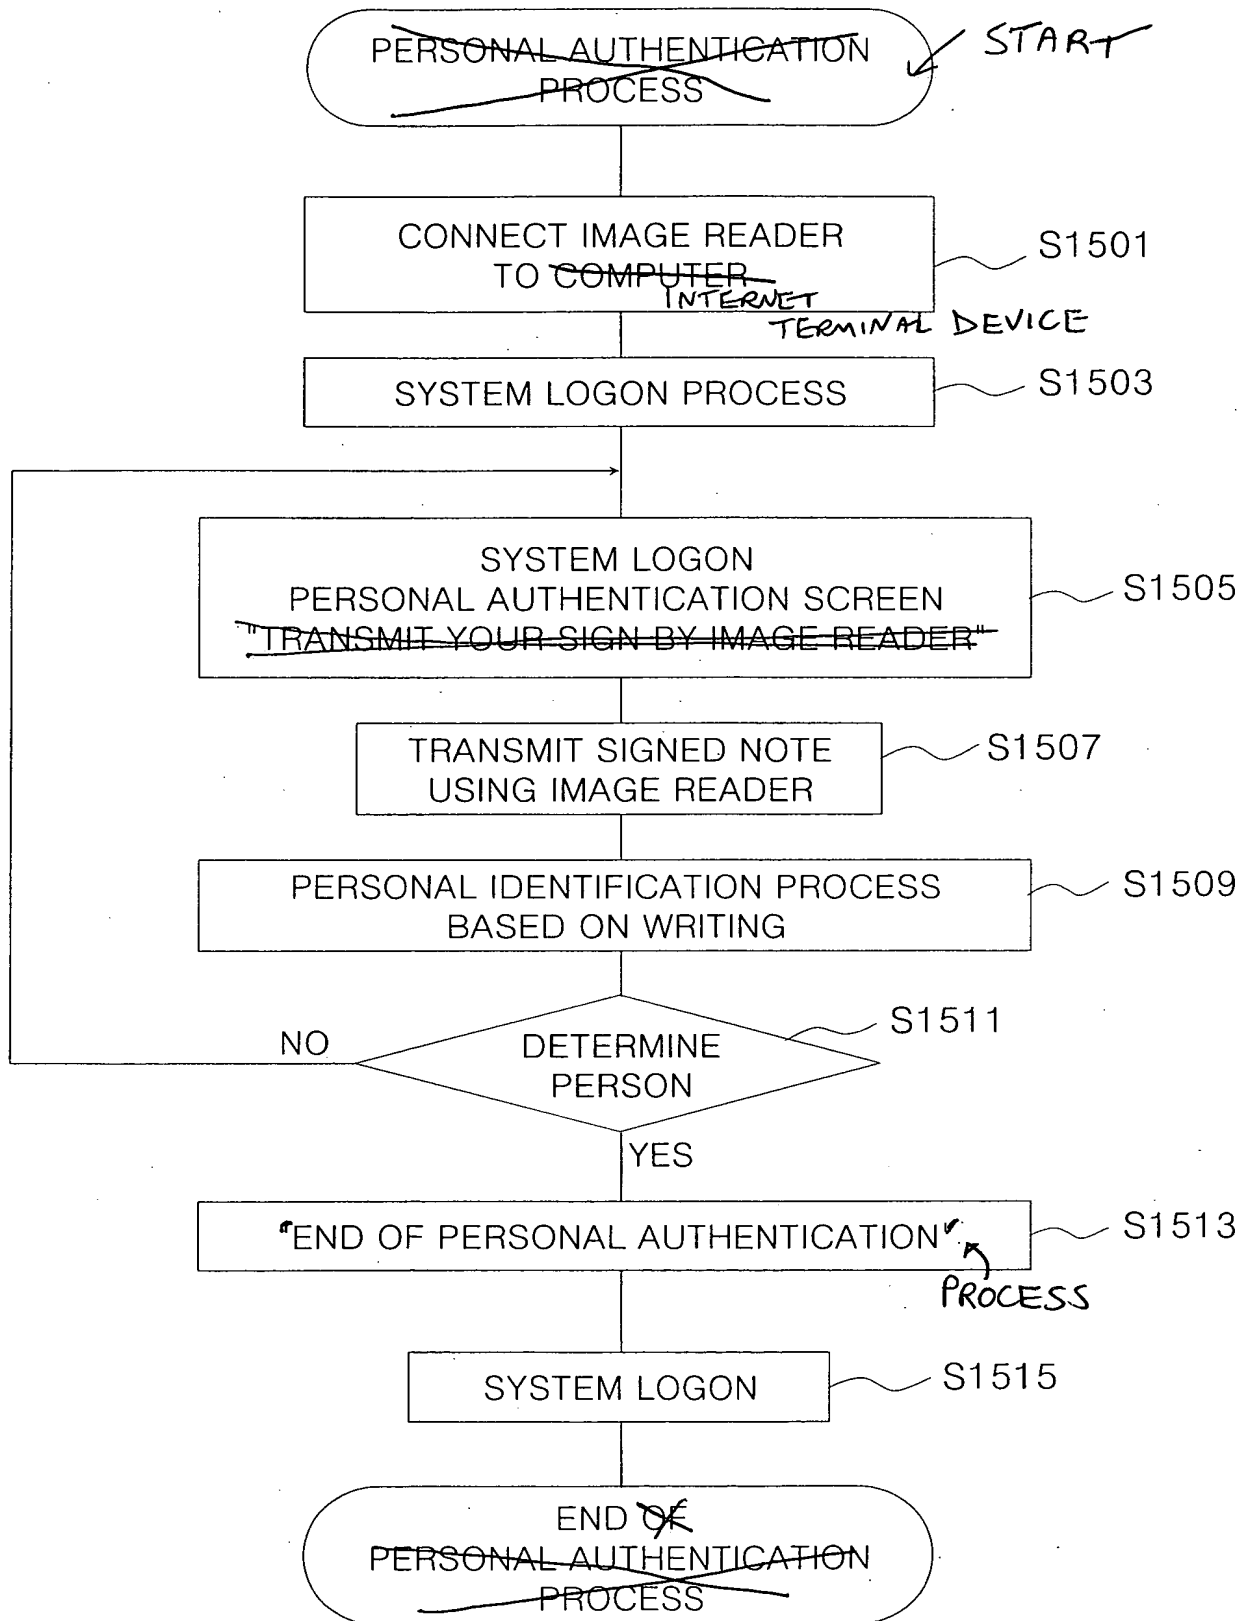 PERSONAL AUTHENTICATION
PROCESS
START
CONNECT IMAGE READER
TO COMPUTER
INTERNET
TERMINAL DEVICE
S1501
SYSTEM LOGON PROCESS
S1503
SYSTEM LOGON
PERSONAL AUTHENTICATION SCREEN
"TRANSMIT YOUR SIGN BY IMAGE READER"
S1505
TRANSMIT SIGNED NOTE
USING IMAGE READER
S1507
PERSONAL IDENTIFICATION PROCESS
BASED ON WRITING
S1509
DETERMINE
PERSON
S1511
NO
YES
"END OF PERSONAL AUTHENTICATION"
PROCESS
S1513
SYSTEM LOGON
S1515
END OF
PERSONAL AUTHENTICATION
PROCESS